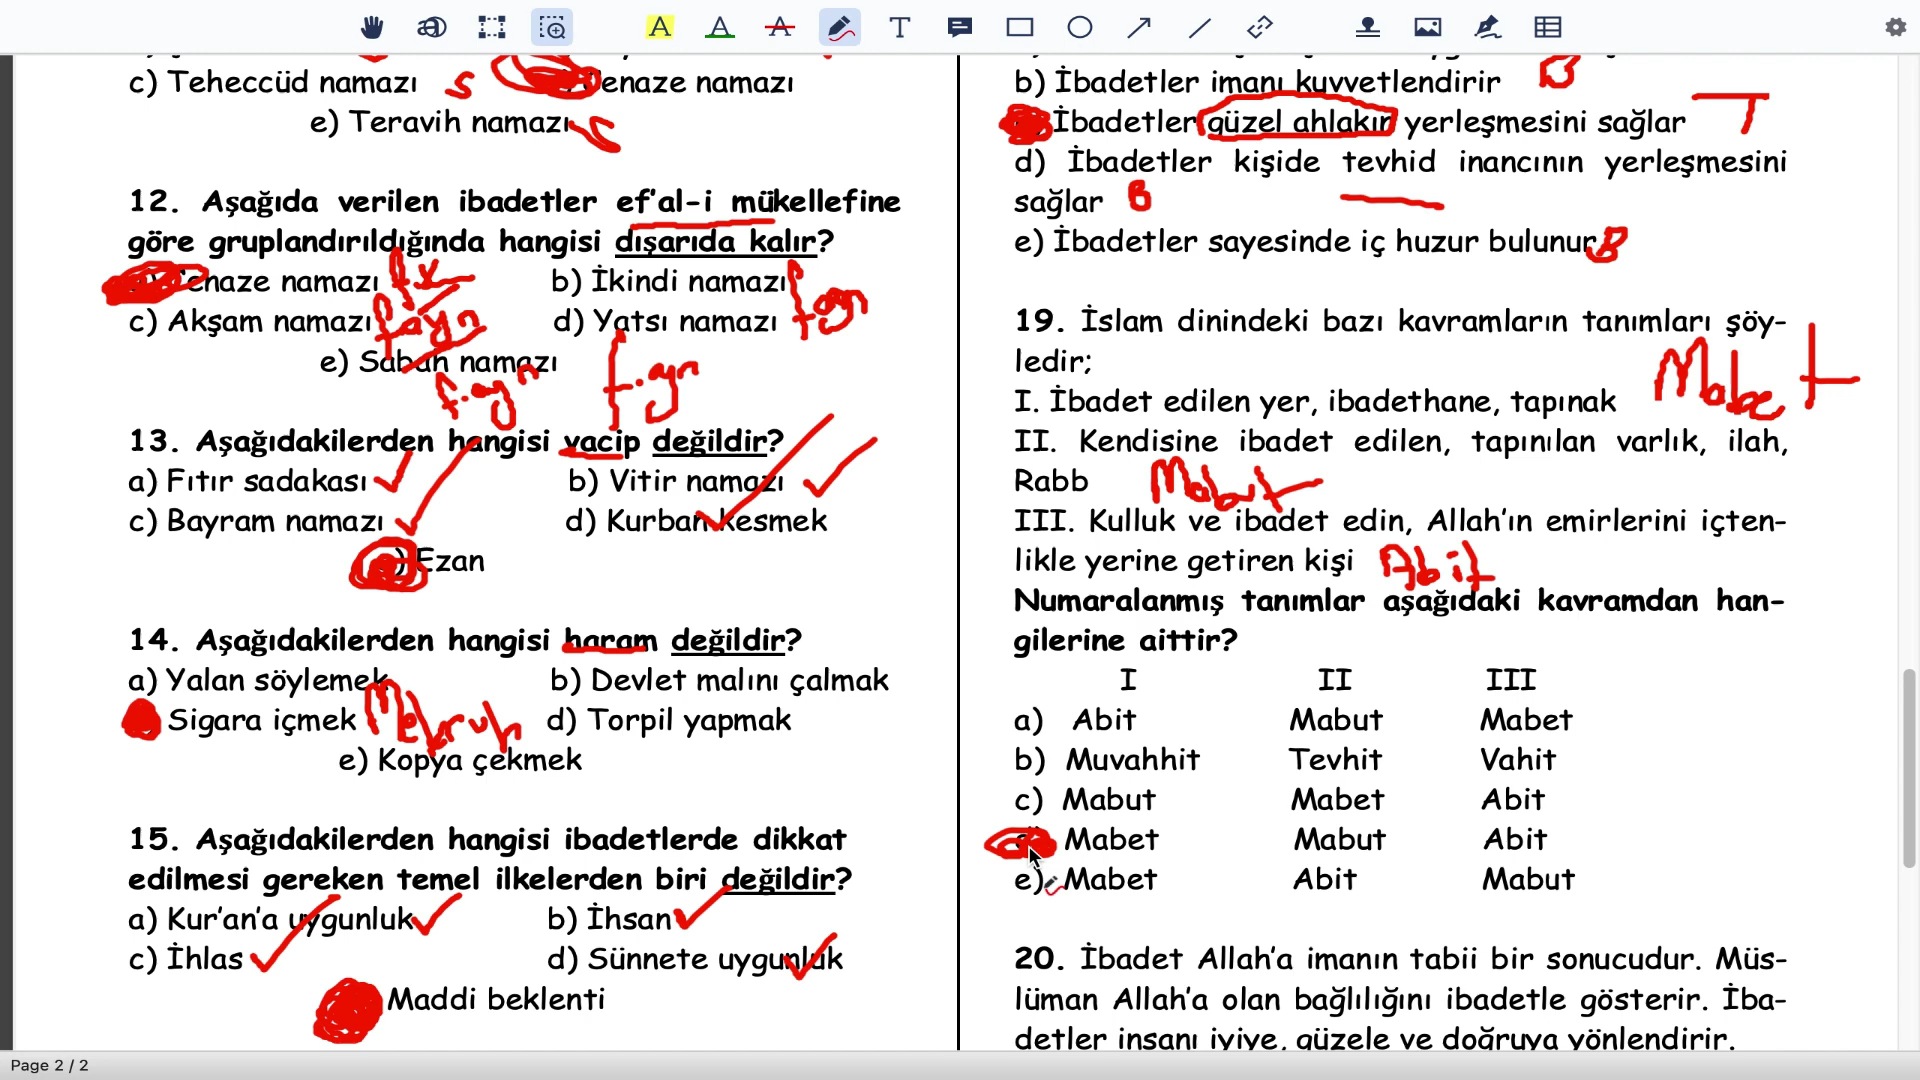 c) Teheccüd namazı s enaze namazı
e) Teravih namazı
12. Aşağıda verilen ibadetler ef'al-i mükellefine
göre gruplandırıldığında hangisi dışarıda kalır?
enaze namazı b) İkindi namazı
c) Akşam namazı f.ayn d) Yatsı namazı f.ayn
e) Sabah namazı
f.ayn f.ayn
13. Aşağıdakilerden hangisi vacip değildir?
a) Fıtır sadakası b) Vitir namazı
c) Bayram namazı d) Kurban kesmek
) Ezan
14. Aşağıdakilerden hangisi haram değildir?
a) Yalan söylemek b) Devlet malını çalmak
Sigara içmek Mekruh d) Torpil yapmak
e) Kopya çekmek
15. Aşağıdakilerden hangisi ibadetlerde dikkat
edilmesi gereken temel ilkelerden biri değildir?
a) Kur'an'a uygunluk b) İhsan
c) İhlas d) Sünnete uygunluk
Maddi beklenti
b) İbadetler imanı kuvvetlendirir B
İbadetler güzel ahlakın yerleşmesini sağlar T
d) İbadetler kişide tevhid inancının yerleşmesini
sağlar B
e) İbadetler sayesinde iç huzur bulunur B
19. İslam dinindeki bazı kavramların tanımları şöy-
ledir;
I. İbadet edilen yer, ibadethane, tapınak Mabet
II. Kendisine ibadet edilen, tapınılan varlık, ilah,
Rabb Mabut
III. Kulluk ve ibadet edin, Allah'ın emirlerini içten-
likle yerine getiren kişi Abit
Numaralanmış tanımlar aşağıdaki kavramdan han-
gilerine aittir?
I II III
a) Abit Mabut Mabet
b) Muvahhit Tevhit Vahit
c) Mabut Mabet Abit
Mabet Mabut Abit
e) Mabet Abit Mabut
20. İbadet Allah'a imanın tabii bir sonucudur. Müs-
lüman Allah'a olan bağlılığını ibadetle gösterir. İba-
detler insanı iyiye, güzele ve doğruya yönlendirir.
Page 2 / 2